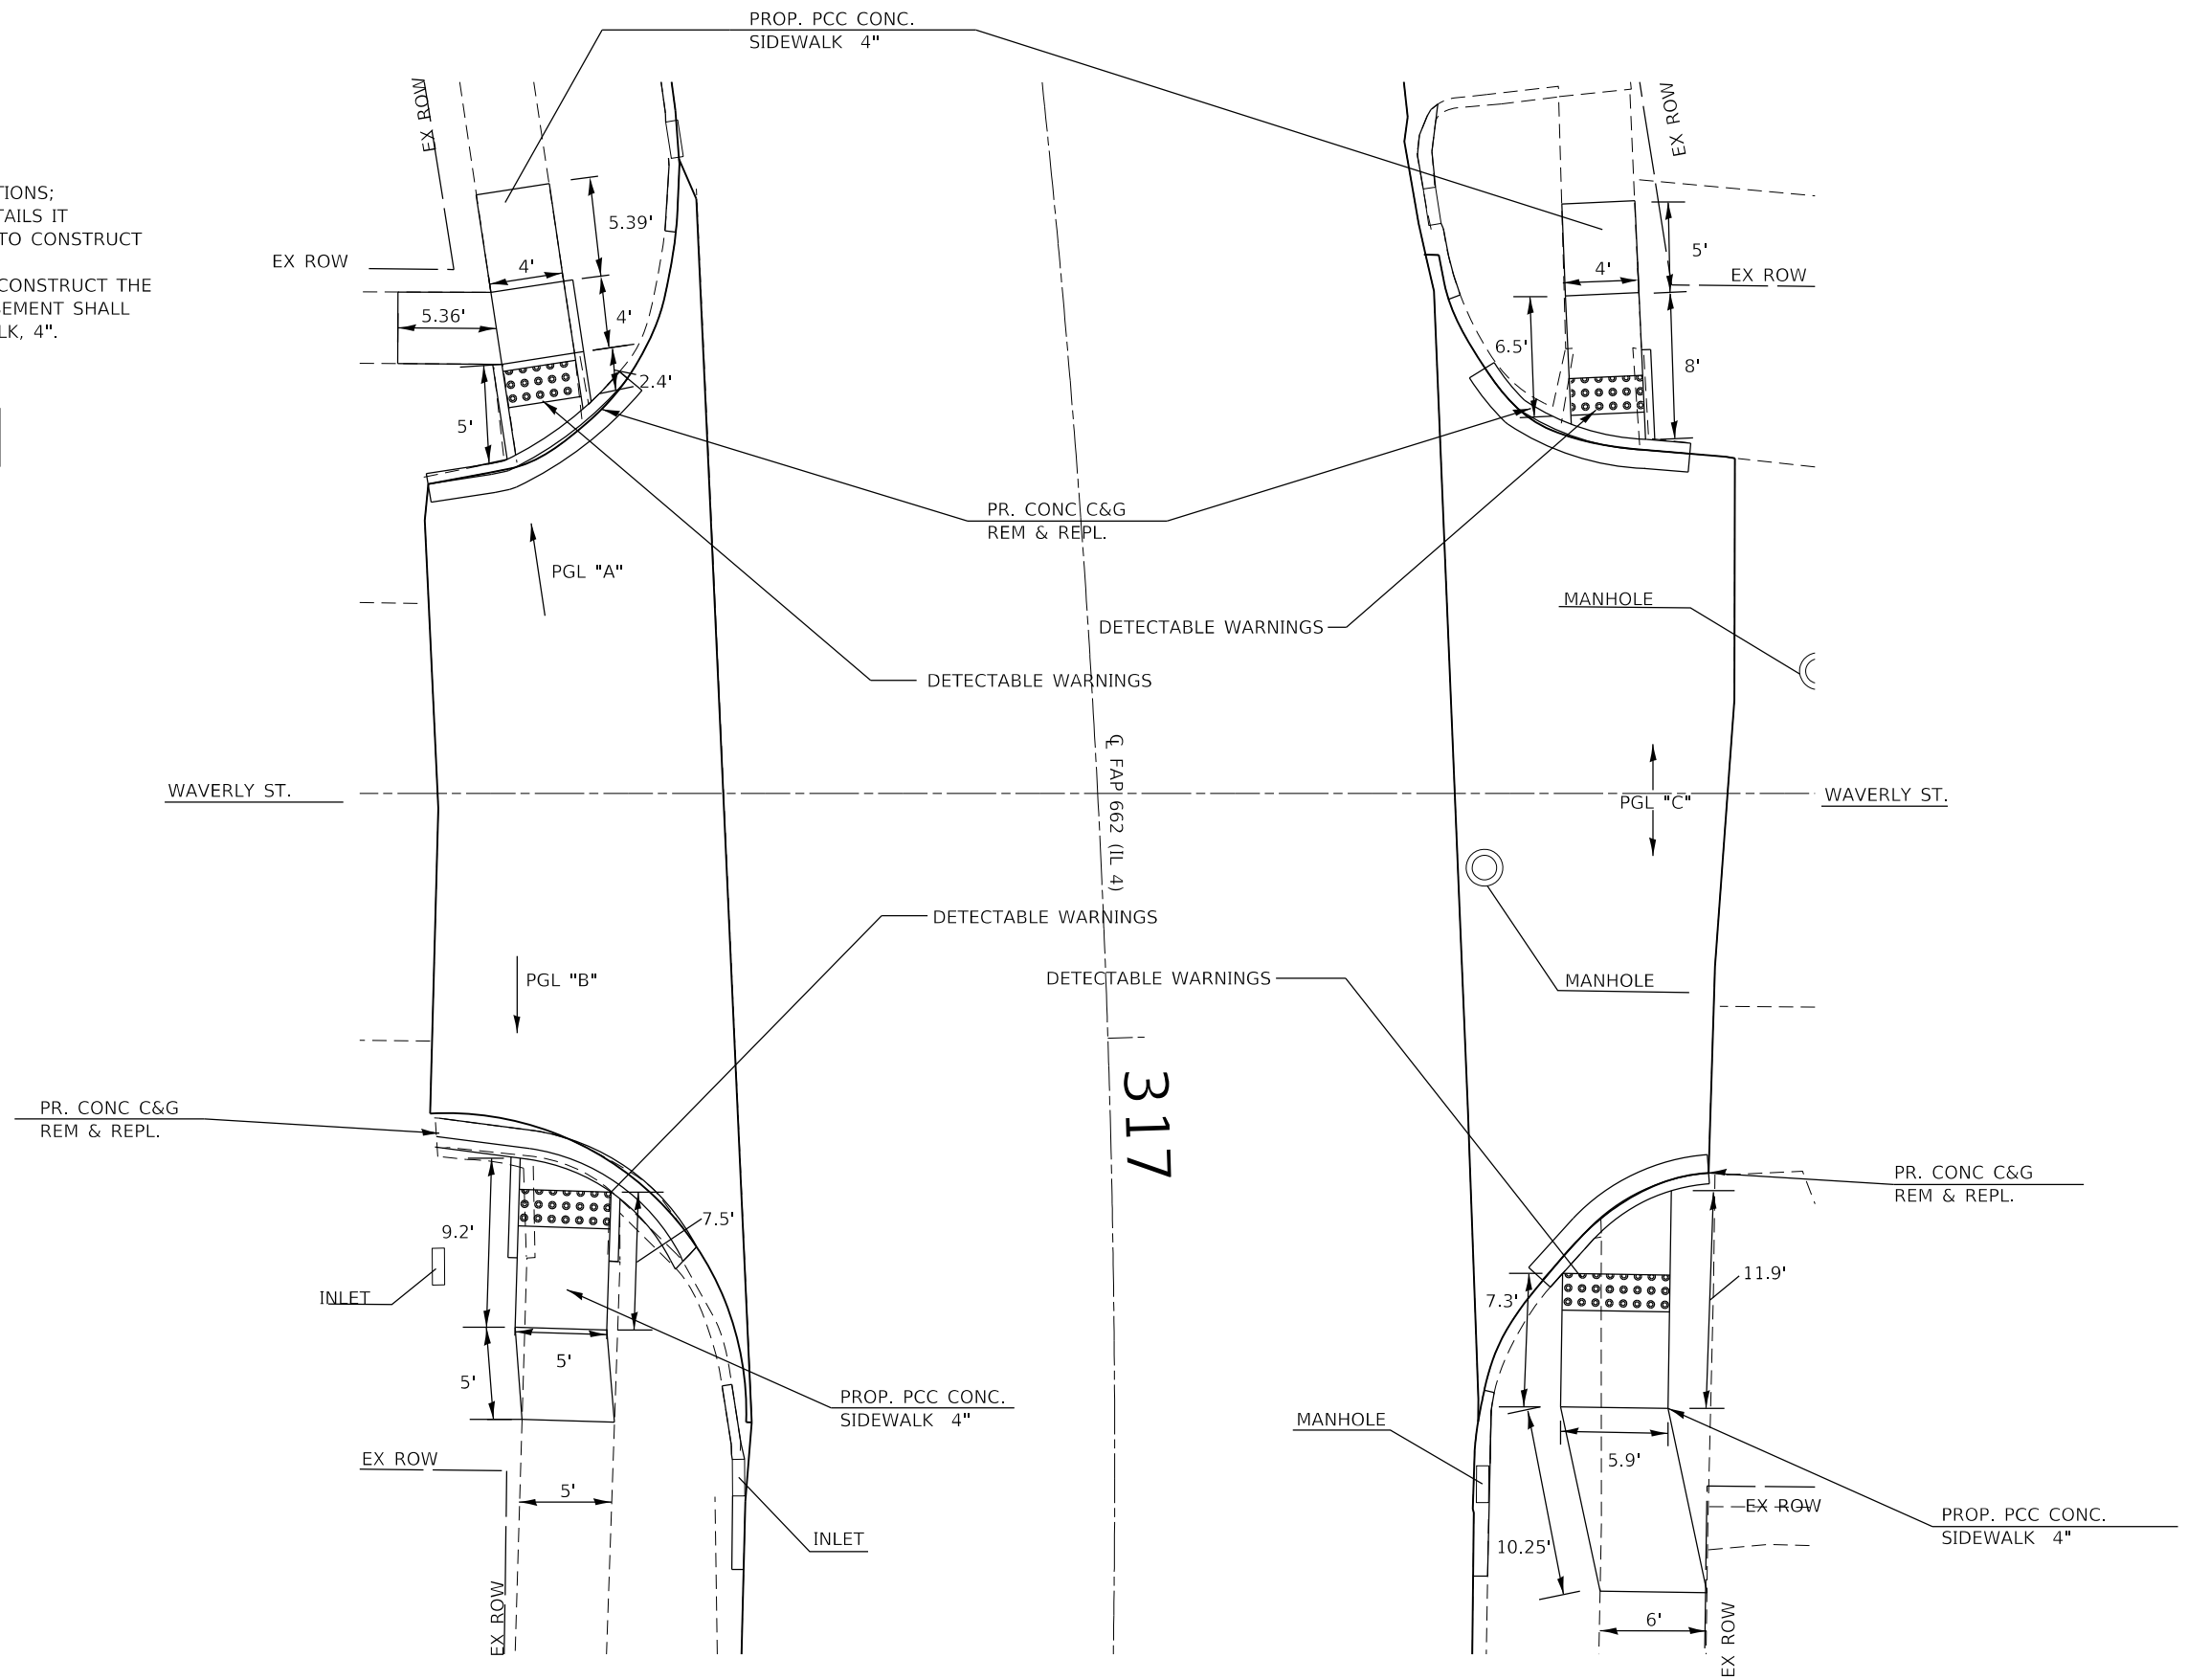 PROP. PCC CONC.
SIDEWALK 4"
EX ROW
EX ROW
TIONS;
TAILS IT
TO CONSTRUCT
CONSTRUCT THE
EMENT SHALL
LK, 4".
5.39'
EX ROW
4'
5.36'
4'
2.4'
5'
5'
4'
EX ROW
6.5'
8'
PR. CONC C&G
REM & REPL.
PGL "A"
MANHOLE
DETECTABLE WARNINGS
DETECTABLE WARNINGS
WAVERLY ST.
℄ FAP 662 (IL 4)
PGL "C"
WAVERLY ST.
DETECTABLE WARNINGS
PGL "B"
DETECTABLE WARNINGS
MANHOLE
317
PR. CONC C&G
REM & REPL.
PR. CONC C&G
REM & REPL.
9.2'
7.5'
INLET
5'
5'
7.3'
11.9'
PROP. PCC CONC.
SIDEWALK 4"
MANHOLE
EX ROW
5'
5.9'
EX ROW
INLET
10.25'
PROP. PCC CONC.
SIDEWALK 4"
EX ROW
6'
EX ROW